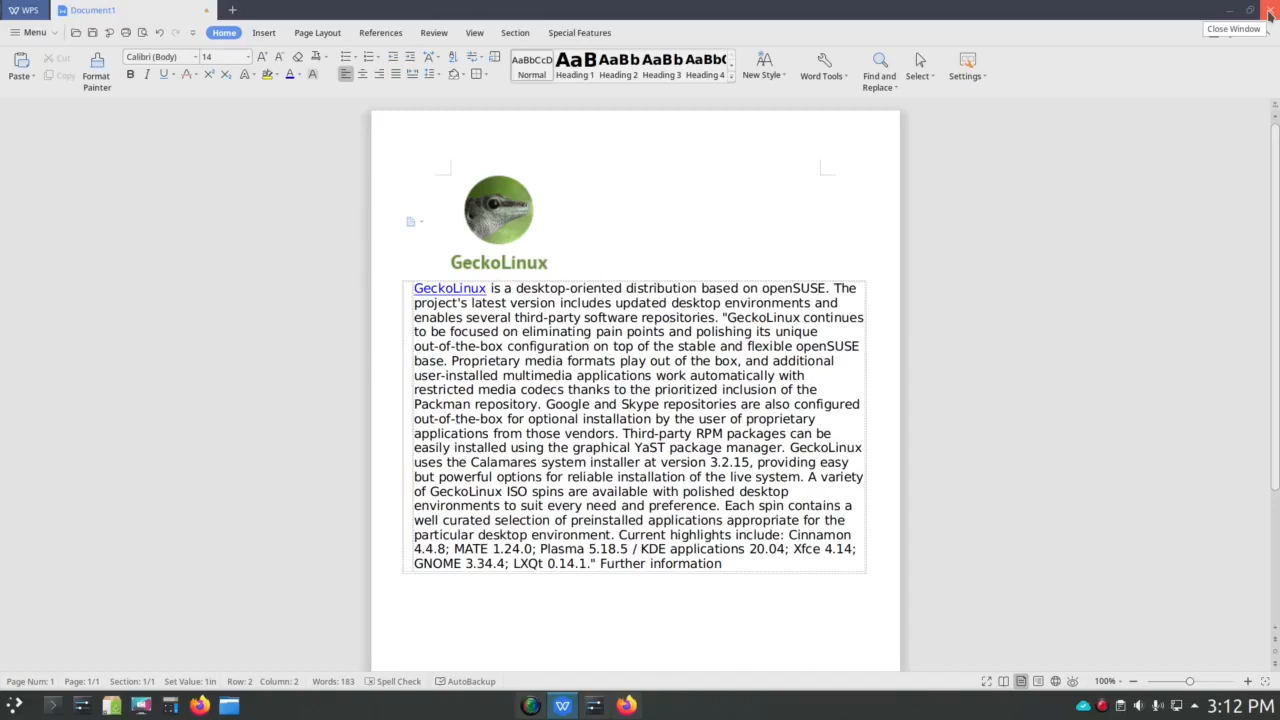 WPS
Document1
Menu
Home
Insert
Page Layout
References
Review
View
Section
Special Features
Close Window
Paste
Cut
Copy
Format
Painter
Calibri (Body)
14
AaBbCcD
AaB
AaBb
AaBb
AaBb
Normal
Heading 1
Heading 2
Heading 3
Heading 4
New Style
Word Tools
Find and
Replace
Select
Settings
GeckoLinux
GeckoLinux is a desktop-oriented distribution based on openSUSE. The
project's latest version includes updated desktop environments and
enables several third-party software repositories. "GeckoLinux continues
to be focused on eliminating pain points and polishing its unique
out-of-the-box configuration on top of the stable and flexible openSUSE
base. Proprietary media formats play out of the box, and additional
user-installed multimedia applications work automatically with
restricted media codecs thanks to the prioritized inclusion of the
Packman repository. Google and Skype repositories are also configured
out-of-the-box for optional installation by the user of proprietary
applications from those vendors. Third-party RPM packages can be
easily installed using the graphical YaST package manager. GeckoLinux
uses the Calamares system installer at version 3.2.15, providing easy
but powerful options for reliable installation of the live system. A variety
of GeckoLinux ISO spins are available with polished desktop
environments to suit every need and preference. Each spin contains a
well curated selection of preinstalled applications appropriate for the
particular desktop environment. Current highlights include: Cinnamon
4.4.8; MATE 1.24.0; Plasma 5.18.5 / KDE applications 20.04; Xfce 4.14;
GNOME 3.34.4; LXQt 0.14.1." Further information
Page Num: 1
Page: 1/1
Section: 1/1
Set Value: 1in
Row: 2
Column: 2
Words: 183
Spell Check
AutoBackup
100%
3:12 PM